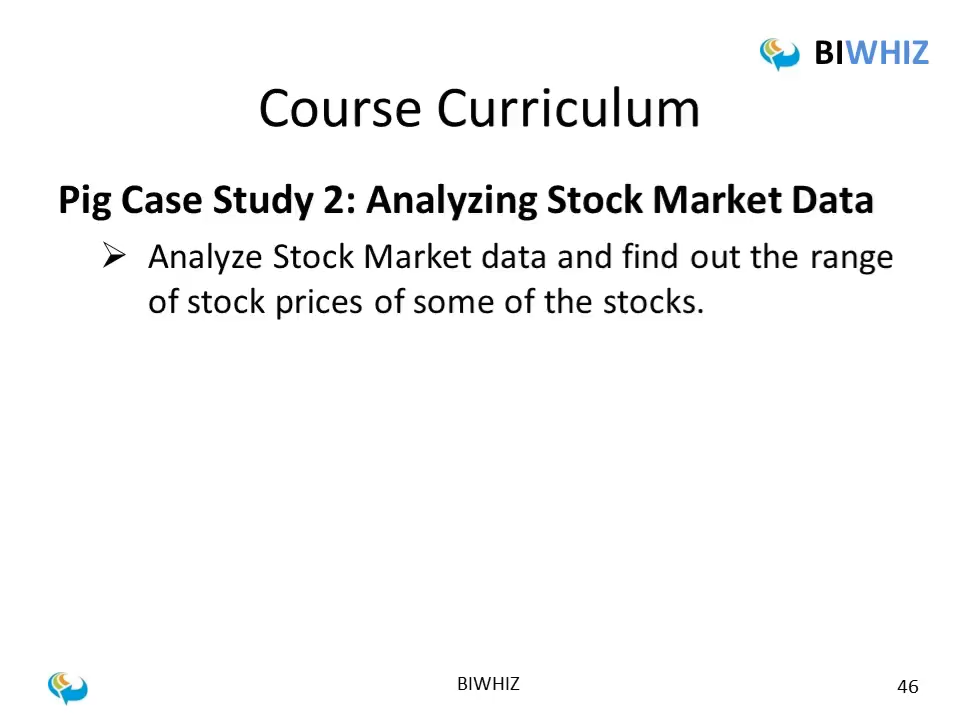 BIWHIZ
Course Curriculum
Pig Case Study 2: Analyzing Stock Market Data
➢ Analyze Stock Market data and find out the range
of stock prices of some of the stocks.
BIWHIZ
46